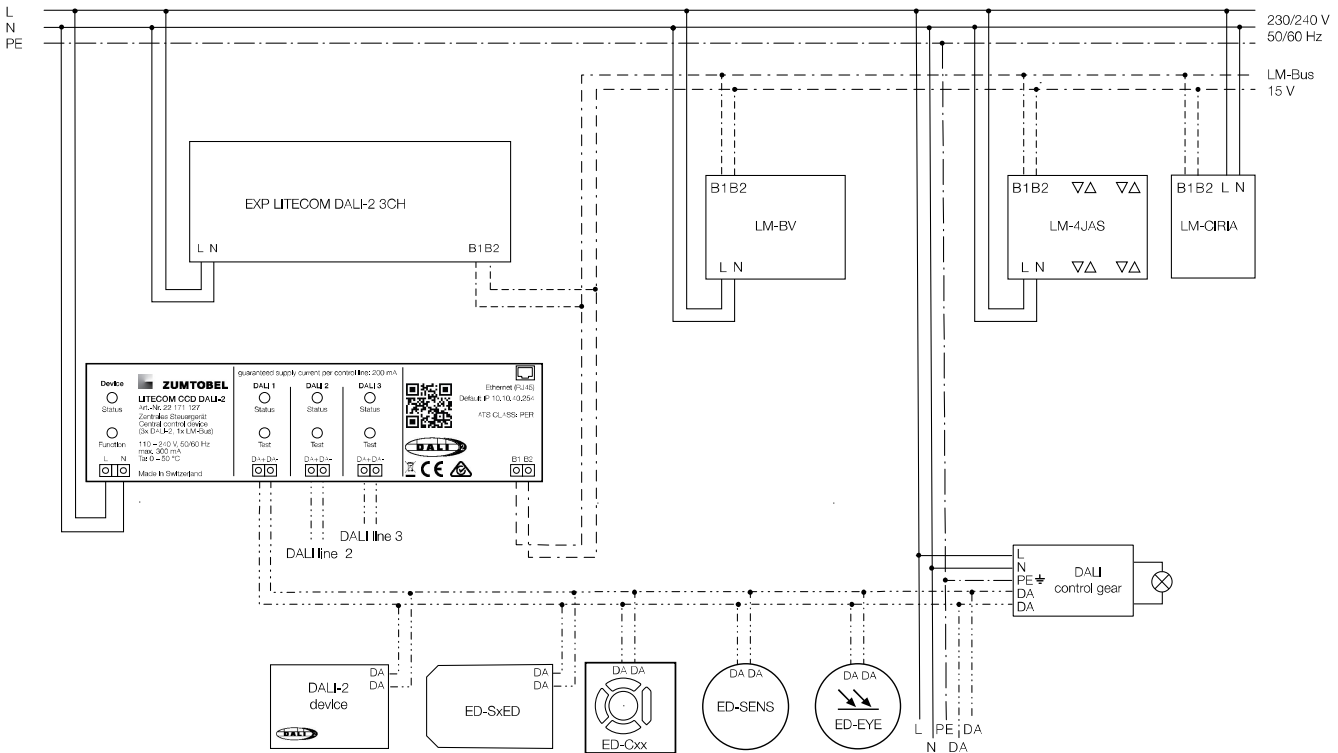 L
N
PE
230/240 V
50/60 Hz
LM-Bus
15 V
EXP LITECOM DALI-2 3CH
L N
B1B2
B1B2
LM-BV
L N
B1B2
LM-4JAS
L N
B1B2 L N
LM-CIRIA
guaranteed supply current per control line: 200 mA
Device
Status
Function
L N
ZUMTOBEL
LITECOM CCD DALI-2
Art.-Nr. 22 171 127
Zentrales Steuergerät
Central control device
(3x DALI-2, 1x LM-Bus)
110 – 240 V, 50/60 Hz
max. 300 mA
Ta: 0 – 50 °C
Made in Switzerland
DALI 1
Status
Test
DA+DA-
DALI 2
Status
Test
DA+DA-
DALI 3
Status
Test
DA+DA-
DALI 2
CE
Ethernet (RJ45)
Default IP 10.10.40.254
ATS CLASS: PER
B1 B2
DALI line 3
DALI line 2
L
N
PE
DA
DA
DALI
control gear
DA
DA
DALI-2
device
DALI
DA
DA
ED-SxED
DA DA
ED-Cxx
DA DA
ED-SENS
DA DA
ED-EYE
L PE DA
N DA